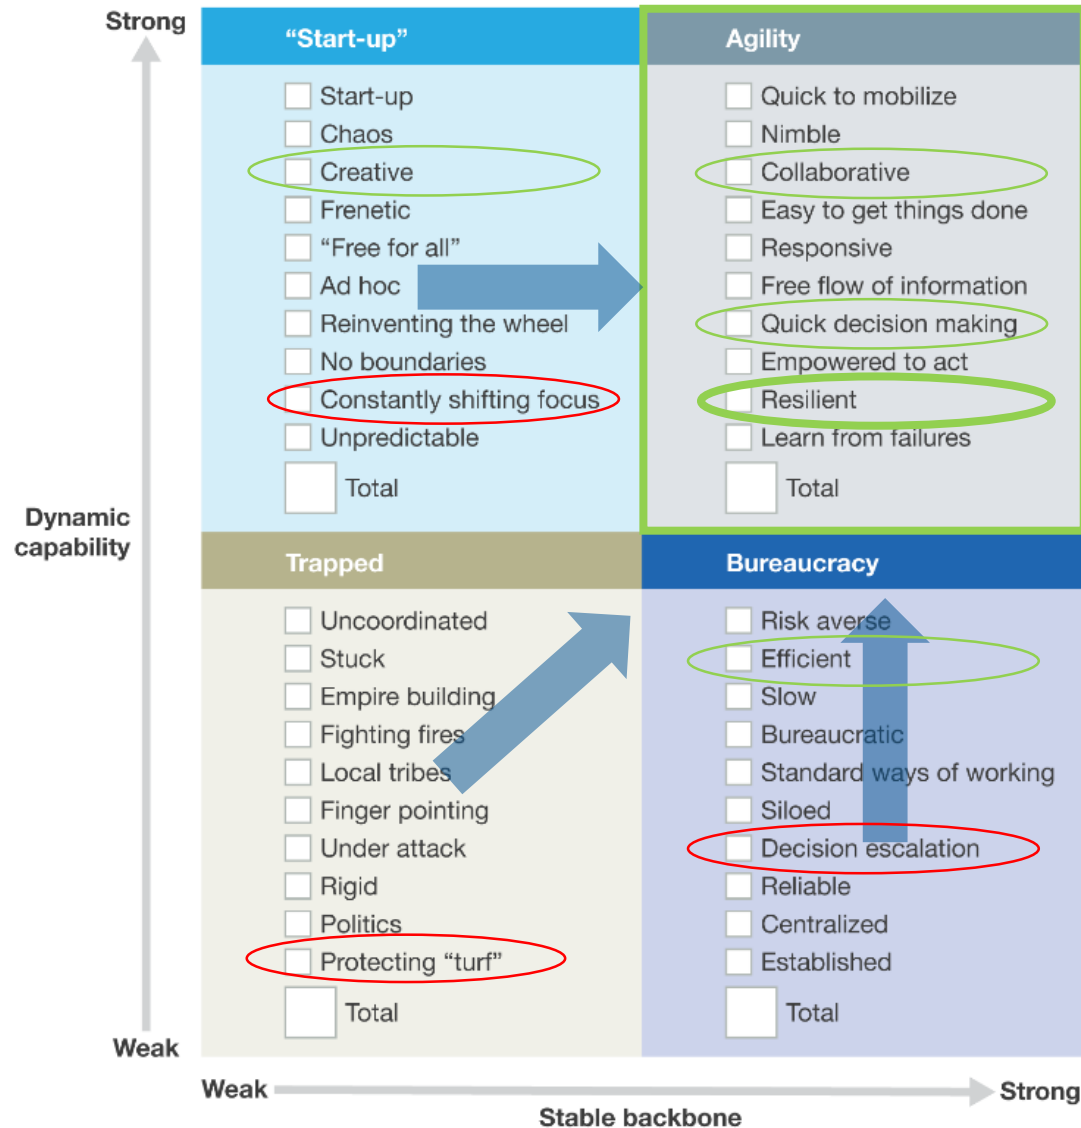 Strong
“Start-up”
Start-up
Chaos
Creative
Frenetic
“Free for all”
Ad hoc
Reinventing the wheel
No boundaries
Constantly shifting focus
Unpredictable
Total
Agility
Quick to mobilize
Nimble
Collaborative
Easy to get things done
Responsive
Free flow of information
Quick decision making
Empowered to act
Resilient
Learn from failures
Total
Dynamic
capability
Trapped
Uncoordinated
Stuck
Empire building
Fighting fires
Local tribes
Finger pointing
Under attack
Rigid
Politics
Protecting “turf”
Total
Bureaucracy
Risk averse
Efficient
Slow
Bureaucratic
Standard ways of working
Siloed
Decision escalation
Reliable
Centralized
Established
Total
Weak
Weak
Strong
Stable backbone